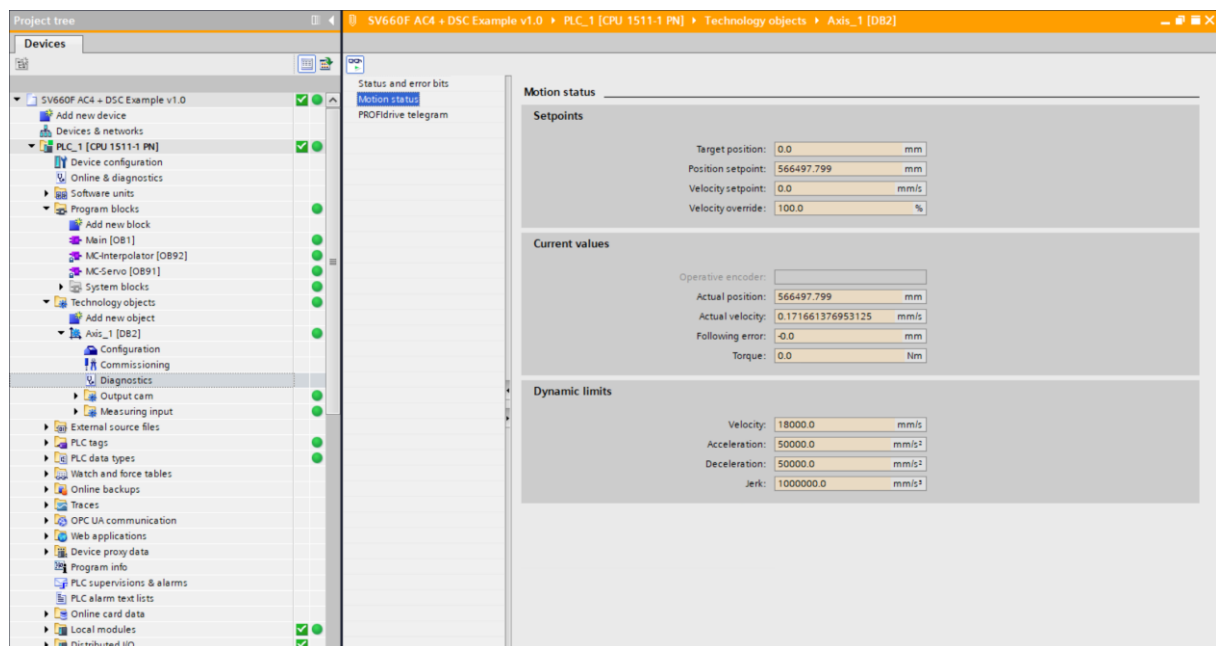 Project tree
SV660F AC4 + DSC Example v1.0 ▸ PLC_1 [CPU 1511-1 PN] ▸ Technology objects ▸ Axis_1 [DB2]
Devices
SV660F AC4 + DSC Example v1.0
Add new device
Devices & networks
PLC_1 [CPU 1511-1 PN]
Device configuration
Online & diagnostics
Software units
Program blocks
Add new block
Main [OB1]
MC-Interpolator [OB92]
MC-Servo [OB91]
System blocks
Technology objects
Add new object
Axis_1 [DB2]
Configuration
Commissioning
Diagnostics
Output cam
Measuring input
External source files
PLC tags
PLC data types
Watch and force tables
Online backups
Traces
OPC UA communication
Web applications
Device proxy data
Program info
PLC supervisions & alarms
PLC alarm text lists
Online card data
Local modules
Distributed I/O
Status and error bits
Motion status
PROFIdrive telegram
Motion status
Setpoints
Target position: 0.0 mm
Position setpoint: 566497.799 mm
Velocity setpoint: 0.0 mm/s
Velocity override: 100.0 %
Current values
Operative encoder:
Actual position: 566497.799 mm
Actual velocity: 0.171661376953125 mm/s
Following error: -0.0 mm
Torque: 0.0 Nm
Dynamic limits
Velocity: 18000.0 mm/s
Acceleration: 50000.0 mm/s²
Deceleration: 50000.0 mm/s²
Jerk: 1000000.0 mm/s³